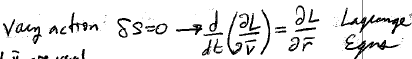 Vary action: δS=0 → d/dt (∂L/∂v̄) = ∂L/∂r̄ Lagrange
Eqns